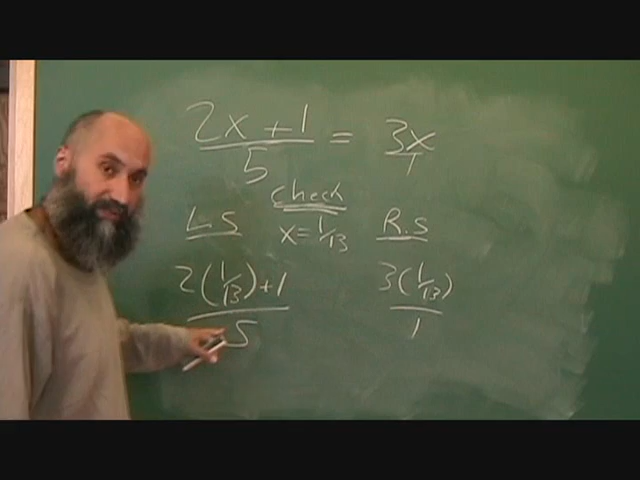 2x + 1 / 5 = 3x / 1
check
L S x = 1/13 R.S
2(1/13)+1 / 5 3(1/13) / 1